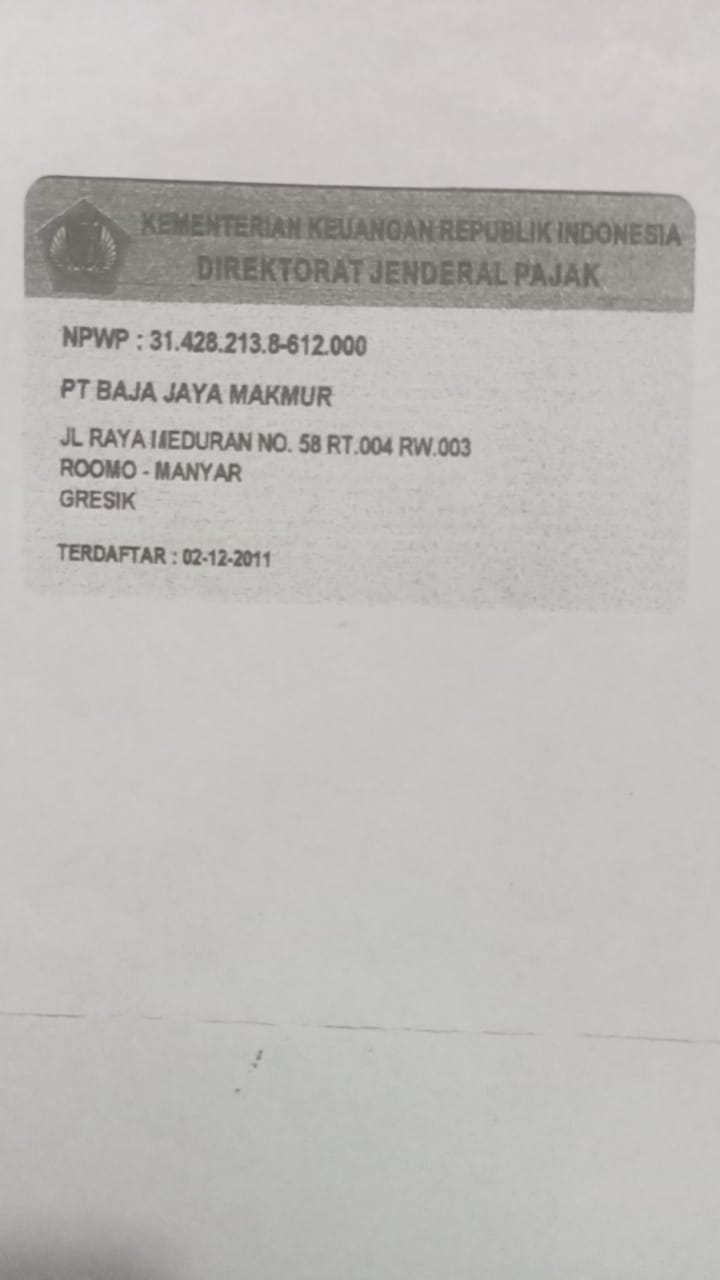 KEMENTERIAN KEUANGAN REPUBLIK INDONESIA
DIREKTORAT JENDERAL PAJAK
NPWP : 31.428.213.8-612.000
PT BAJA JAYA MAKMUR
JL RAYA MEDURAN NO. 58 RT.004 RW.003
ROOMO - MANYAR
GRESIK
TERDAFTAR : 02-12-2011